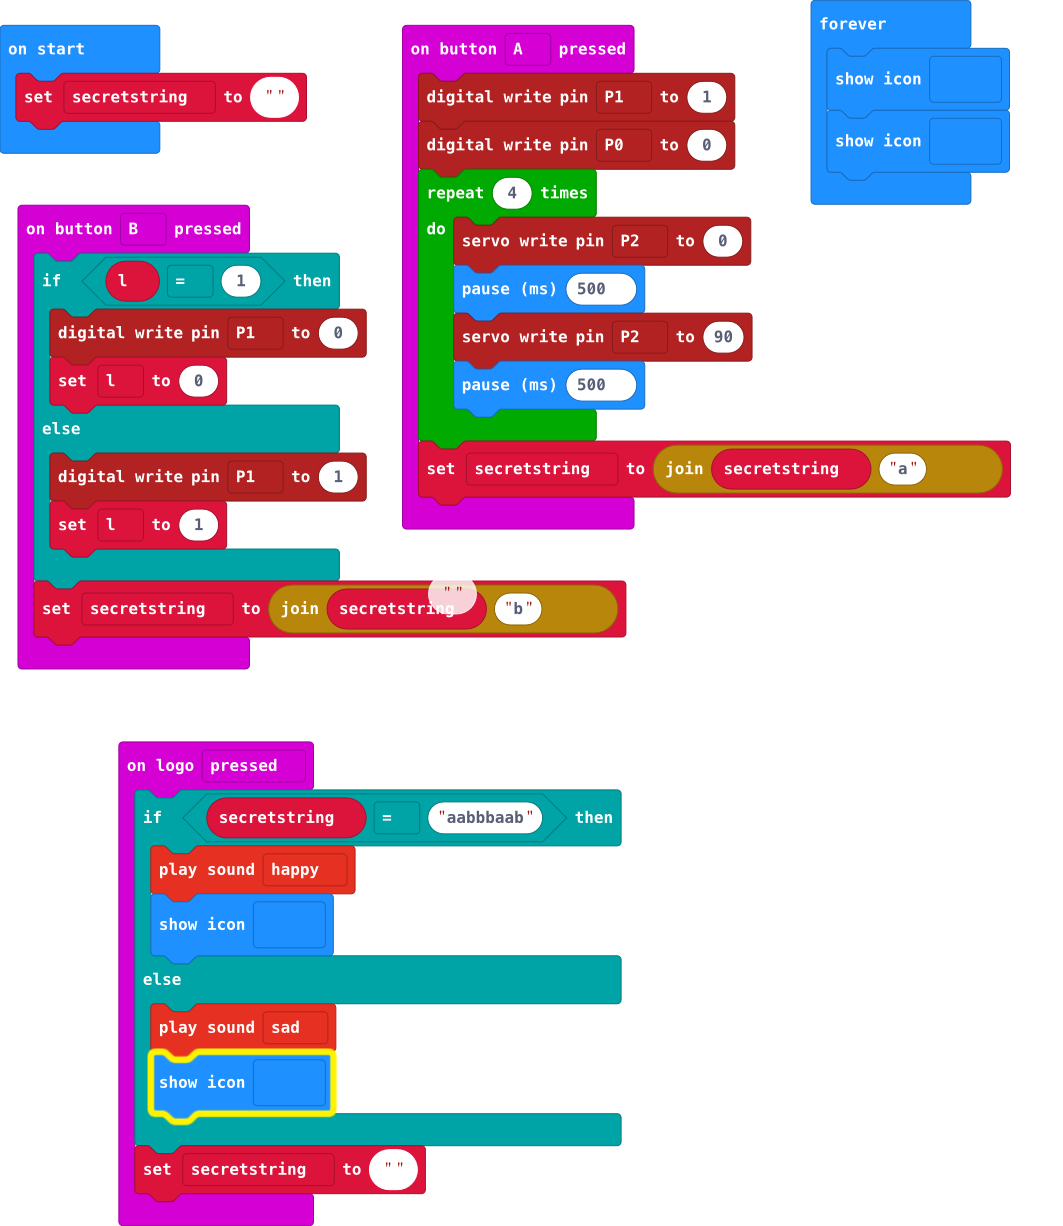 on start
set secretstring to " "
on button B pressed
if l = 1 then
digital write pin P1 to 0
set l to 0
else
digital write pin P1 to 1
set l to 1
set secretstring to join secretstring " " "b"
on button A pressed
digital write pin P1 to 1
digital write pin P0 to 0
repeat 4 times
do servo write pin P2 to 0
pause (ms) 500
servo write pin P2 to 90
pause (ms) 500
set secretstring to join secretstring "a"
forever
show icon
show icon
on logo pressed
if secretstring = "aabbbaab" then
play sound happy
show icon
else
play sound sad
show icon
set secretstring to " "